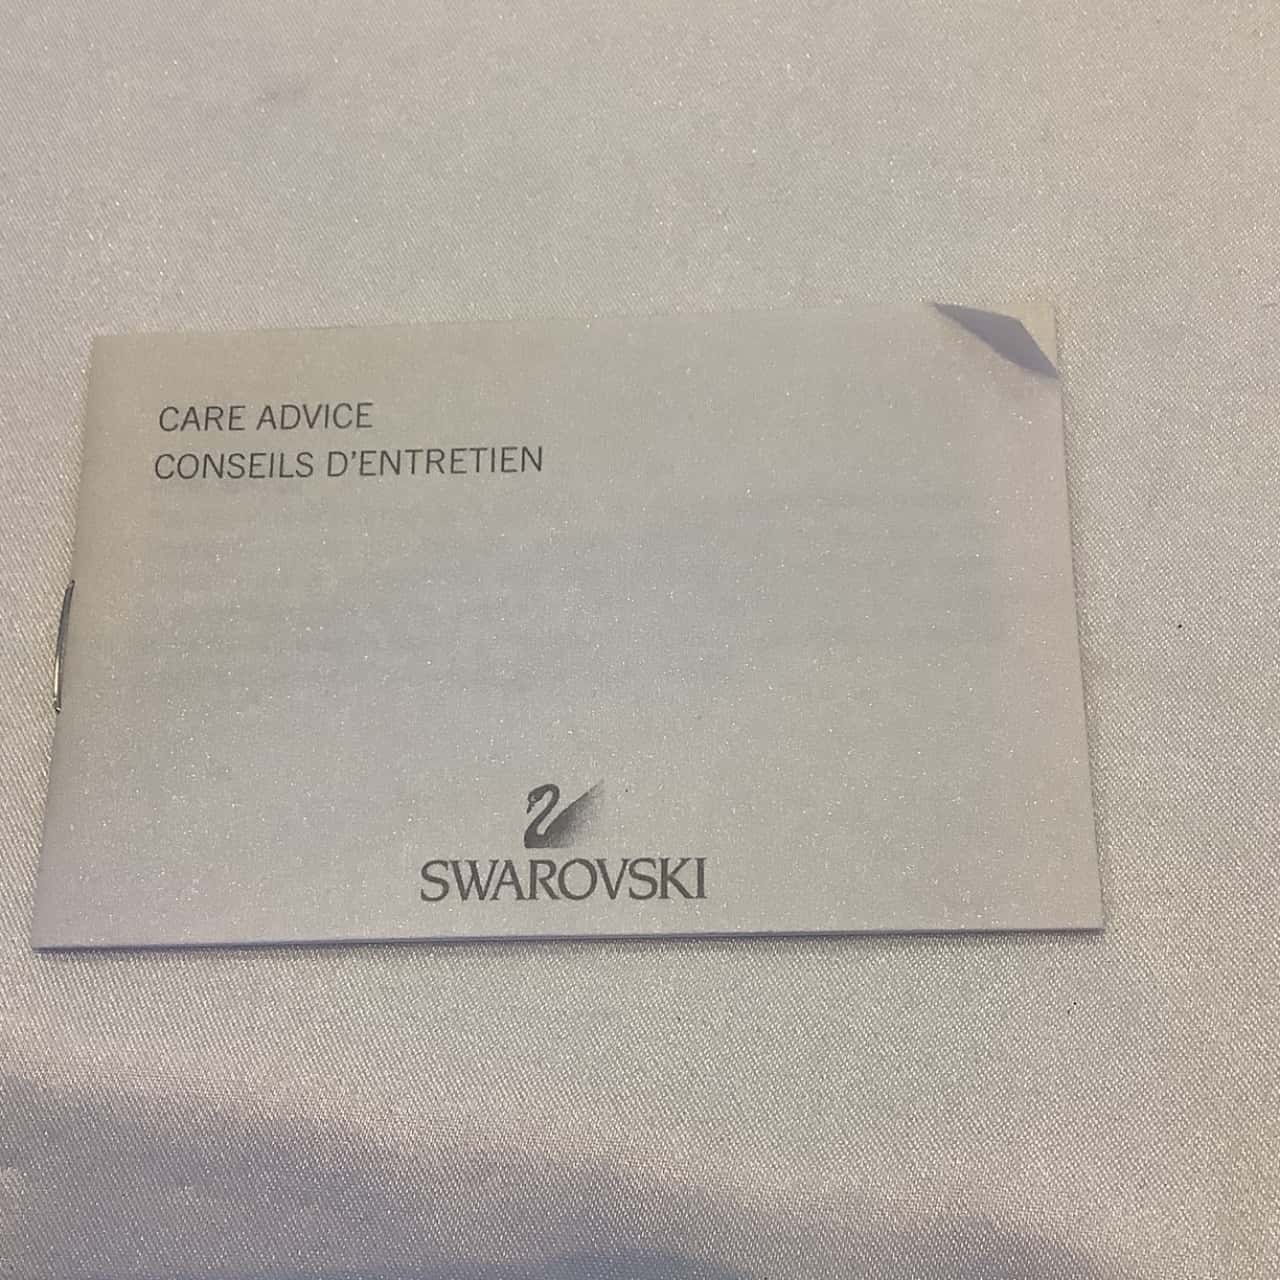 CARE ADVICE
CONSEILS D'ENTRETIEN
SWAROVSKI